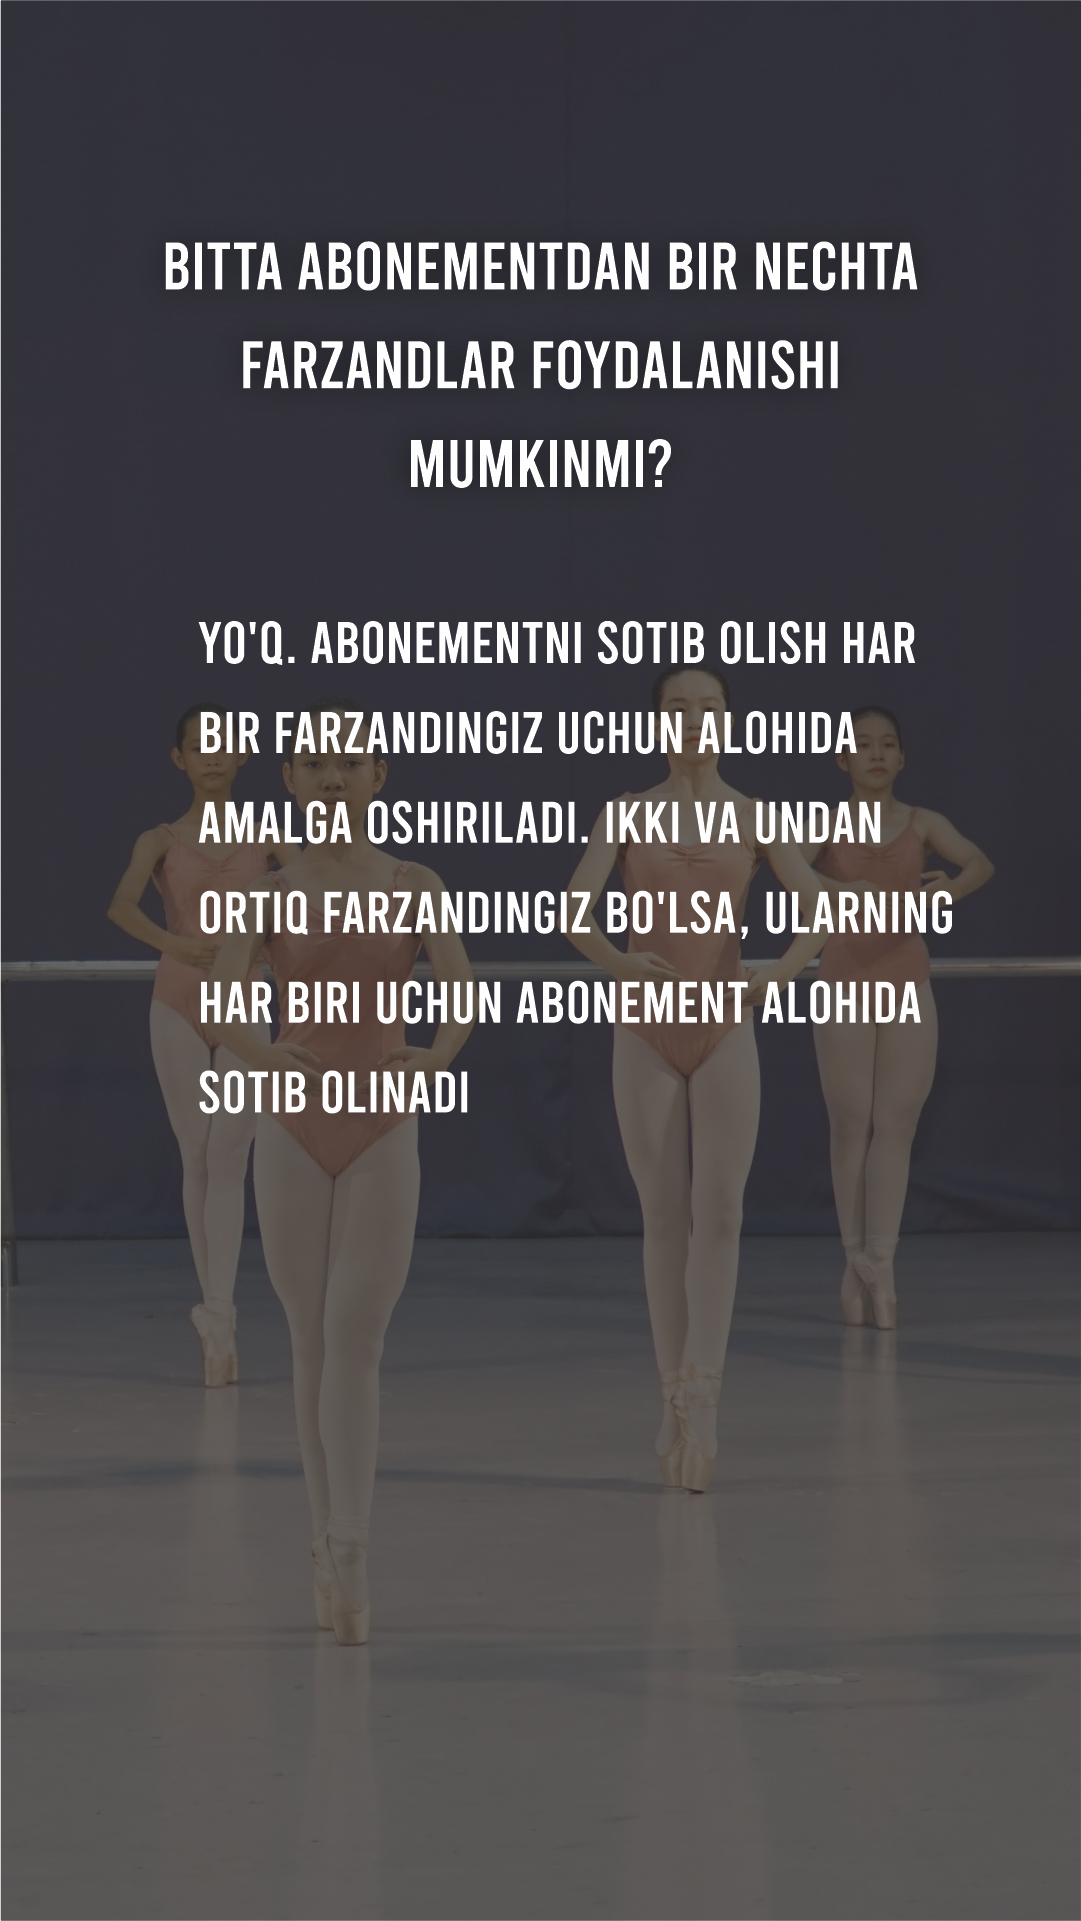 BITTA ABONEMENTDAN BIR NECHTA
FARZANDLAR FOYDALANISHI
MUMKINMI?
YO'Q. ABONEMENTNI SOTIB OLISH HAR
BIR FARZANDINGIZ UCHUN ALOHIDA
AMALGA OSHIRILADI. IKKI VA UNDAN
ORTIQ FARZANDINGIZ BO'LSA, ULARNING
HAR BIRI UCHUN ABONEMENT ALOHIDA
SOTIB OLINADI